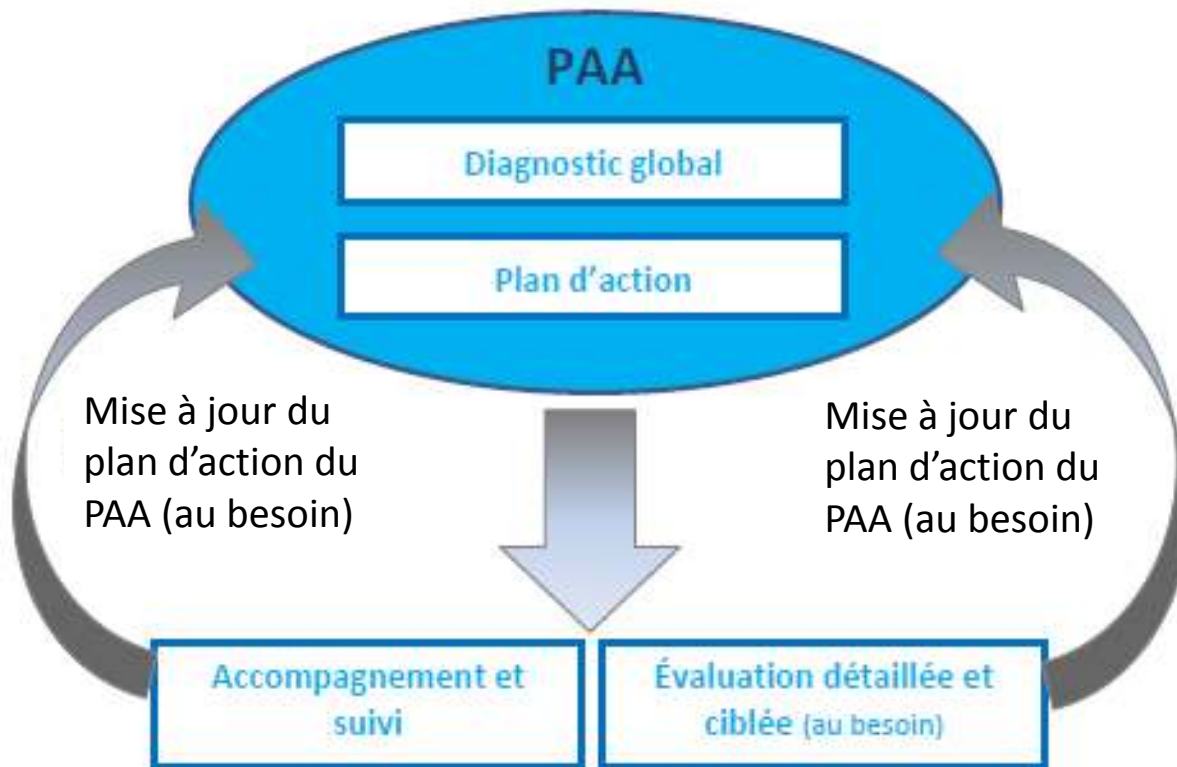 PAA
Diagnostic global
Plan d’action
Mise à jour du
plan d’action du
PAA (au besoin)
Mise à jour du
plan d’action du
PAA (au besoin)
Accompagnement et
suivi
Évaluation détaillée et
ciblée (au besoin)